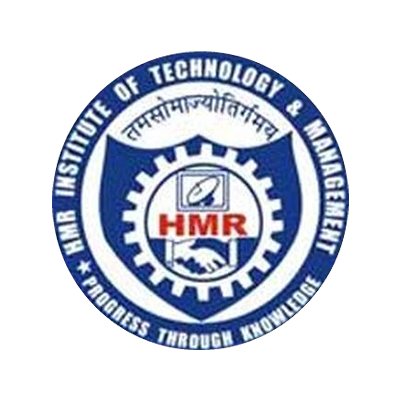 HMR INSTITUTE OF TECHNOLOGY & MANAGEMENT
तमसोमाज्योतिर्गमय
HMR
★ PROGRESS THROUGH KNOWLEDGE